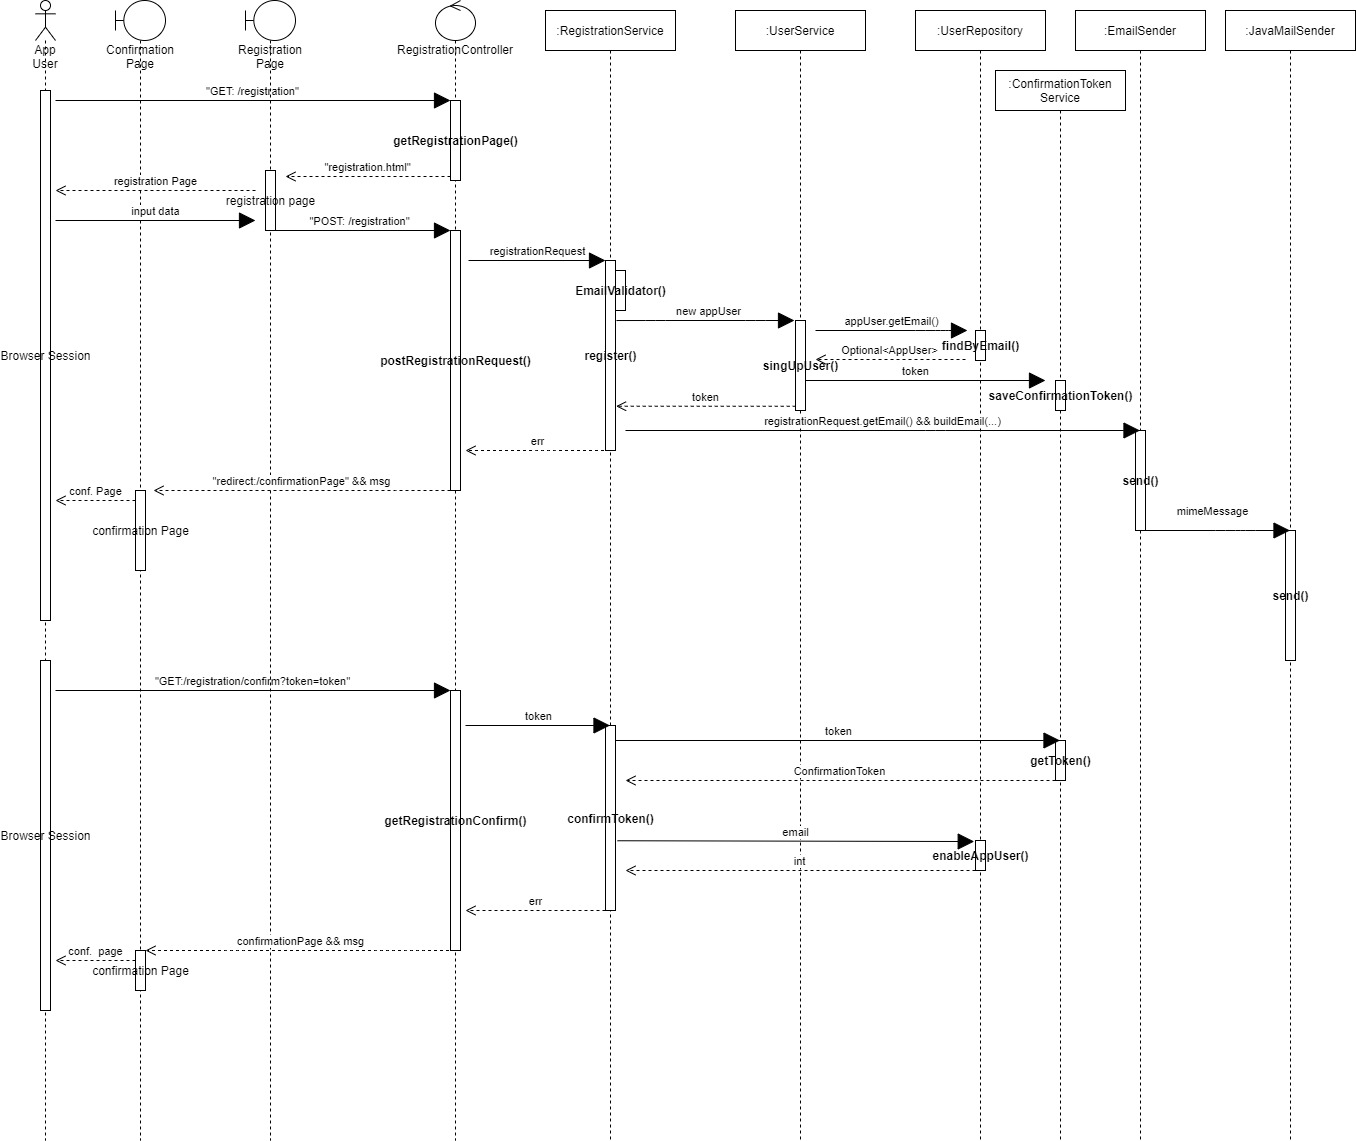 :RegistrationService
:UserService
:UserRepository
:EmailSender
:JavaMailSender
App
User
Confirmation
Page
Registration
Page
RegistrationController
:ConfirmationToken
Service
"GET: /registration"
getRegistrationPage()
"registration.html"
registration Page
registration page
input data
"POST: /registration"
registrationRequest
EmailValidator()
new appUser
appUser.getEmail()
findByEmail()
Optional<AppUser>
Browser Session
postRegistrationRequest()
register()
singUpUser()
token
saveConfirmationToken()
token
registrationRequest.getEmail() && buildEmail(...)
err
"redirect:/confirmationPage" && msg
send()
conf. Page
confirmation Page
mimeMessage
send()
"GET:/registration/confirm?token=token"
token
token
getToken()
ConfirmationToken
getRegistrationConfirm()
confirmToken()
Browser Session
email
enableAppUser()
int
err
confirmationPage && msg
conf. page
confirmation Page